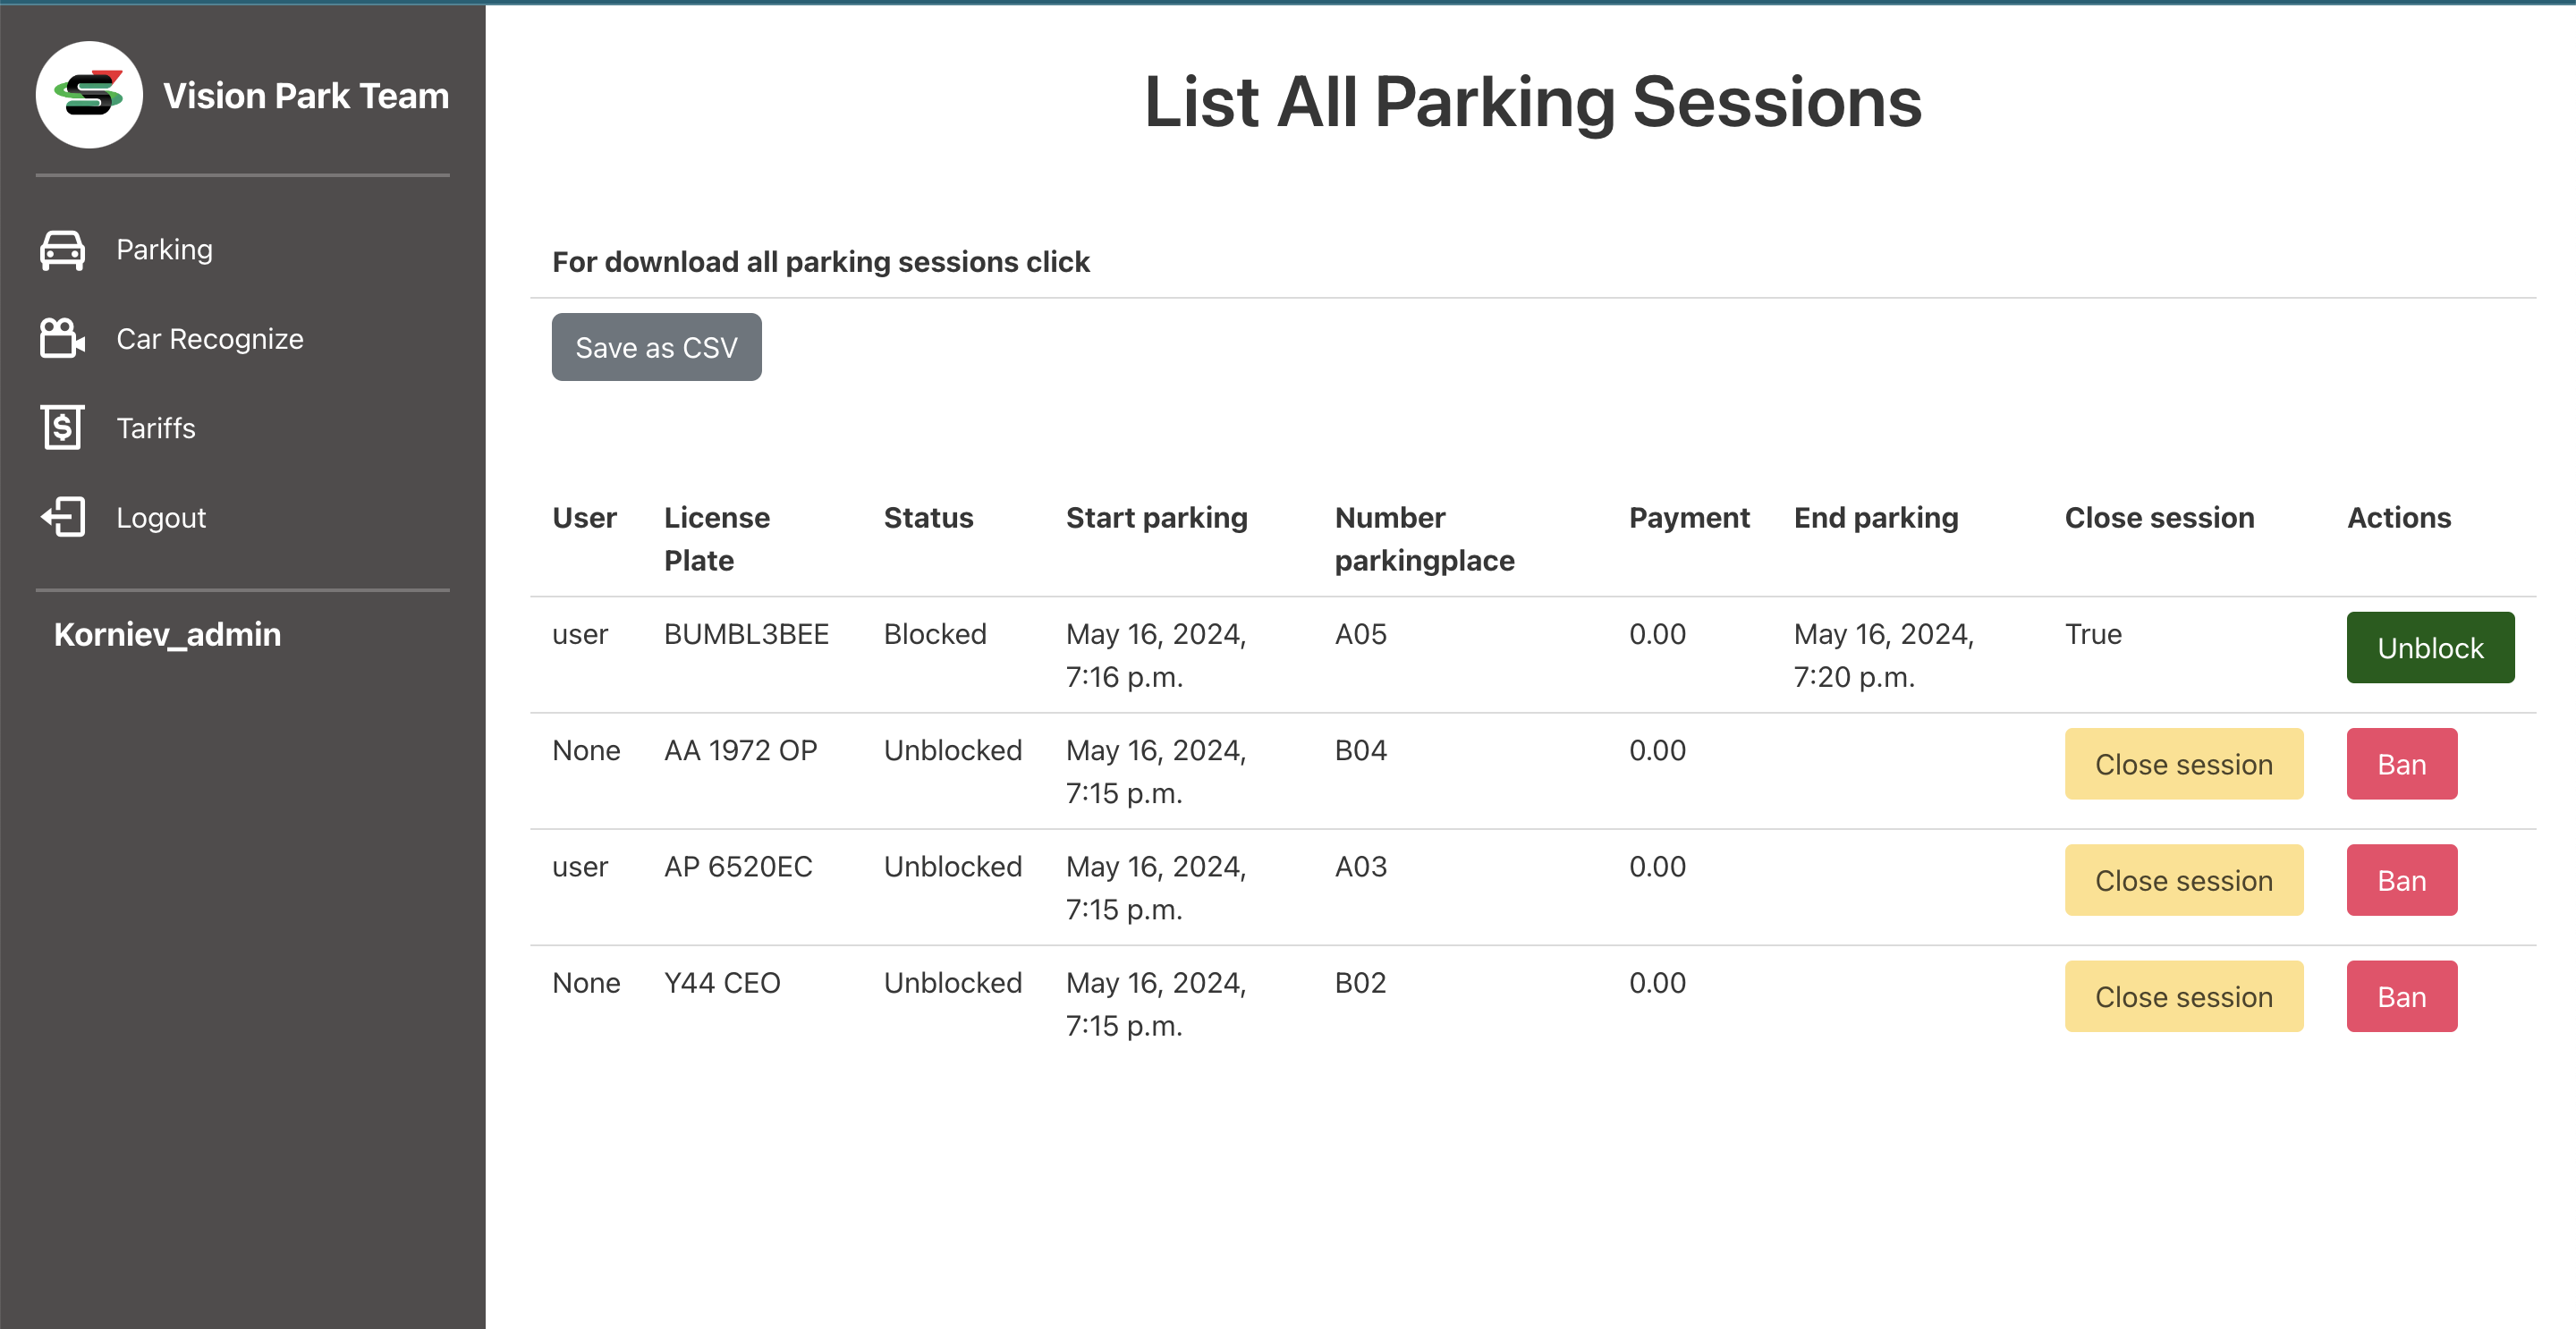 Vision Park Team
Parking
Car Recognize
Tariffs
Logout
Korniev_admin
List All Parking Sessions
For download all parking sessions click
Save as CSV
User License Plate Status Start parking Number parkingplace Payment End parking Close session Actions
user BUMBL3BEE Blocked May 16, 2024, 7:16 p.m. A05 0.00 May 16, 2024, 7:20 p.m. True Unblock
None AA 1972 OP Unblocked May 16, 2024, 7:15 p.m. B04 0.00 Close session Ban
user AP 6520EC Unblocked May 16, 2024, 7:15 p.m. A03 0.00 Close session Ban
None Y44 CEO Unblocked May 16, 2024, 7:15 p.m. B02 0.00 Close session Ban